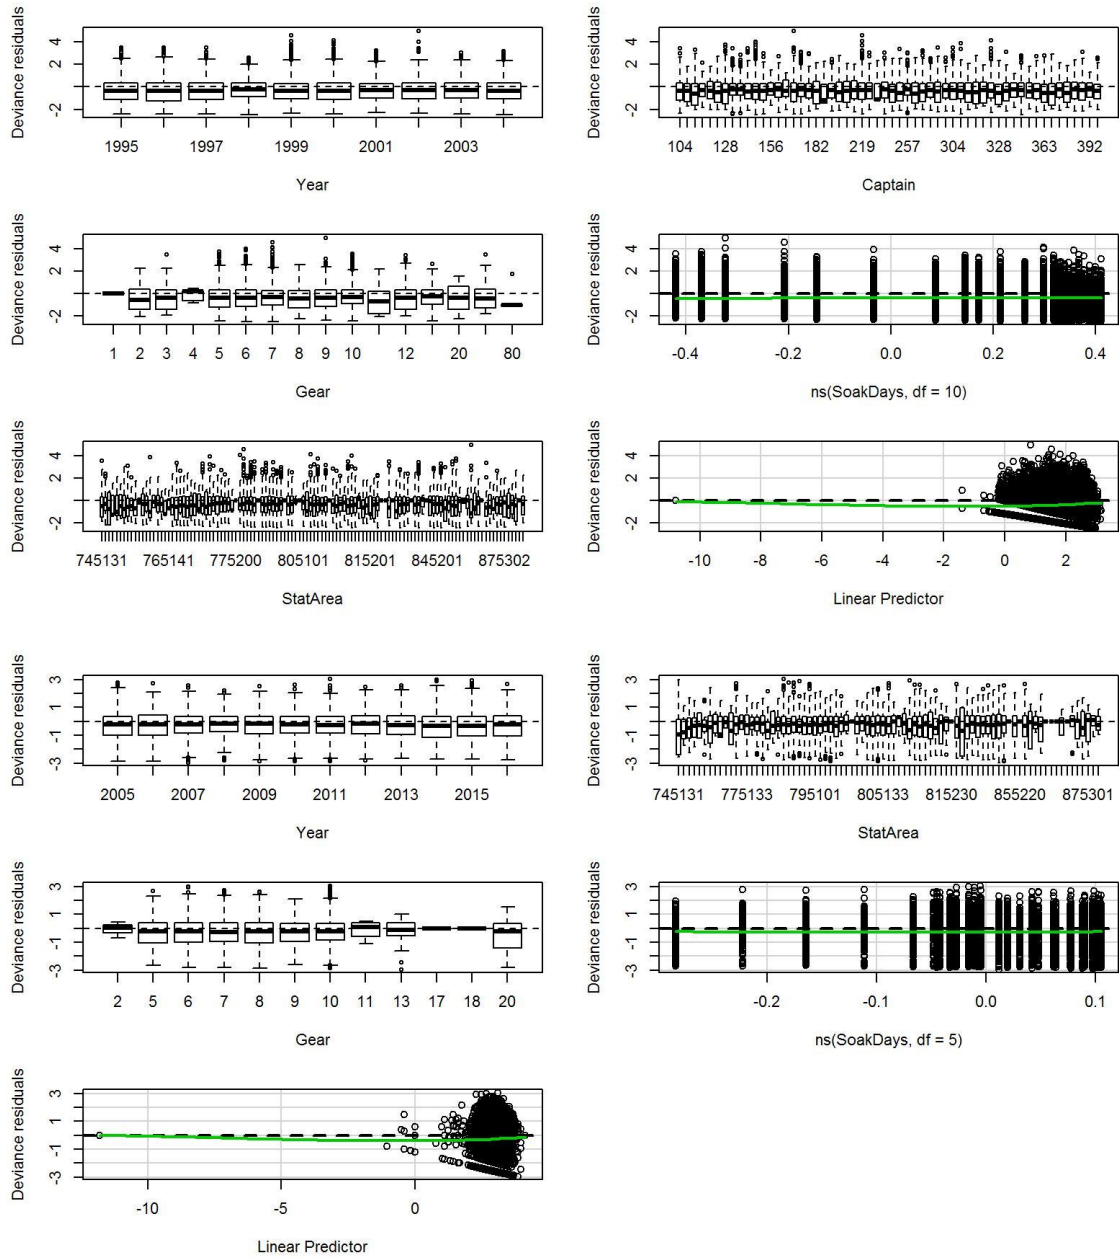 Deviance residuals
4
2
-2
1995 1997 1999 2001 2003
Year
Deviance residuals
4
2
-2
104 128 156 182 219 257 304 328 363 392
Captain
Deviance residuals
4
2
-2
1 2 3 4 5 6 7 8 9 10 12 20 80
Gear
Deviance residuals
4
2
-2
-0.4 -0.2 0.0 0.2 0.4
ns(SoakDays, df = 10)
Deviance residuals
4
2
-2
745131 765141 775200 805101 815201 845201 875302
StatArea
Deviance residuals
4
2
-2
-10 -8 -6 -4 -2 0 2
Linear Predictor
Deviance residuals
3
1
-1
-3
2005 2007 2009 2011 2013 2015
Year
Deviance residuals
3
1
-1
-3
745131 775133 795101 805133 815230 855220 875301
StatArea
Deviance residuals
3
1
-1
-3
2 5 6 7 8 9 10 11 13 17 18 20
Gear
Deviance residuals
3
1
-1
-3
-0.2 -0.1 0.0 0.1
ns(SoakDays, df = 5)
Deviance residuals
3
1
-1
-3
-10 -5 0
Linear Predictor